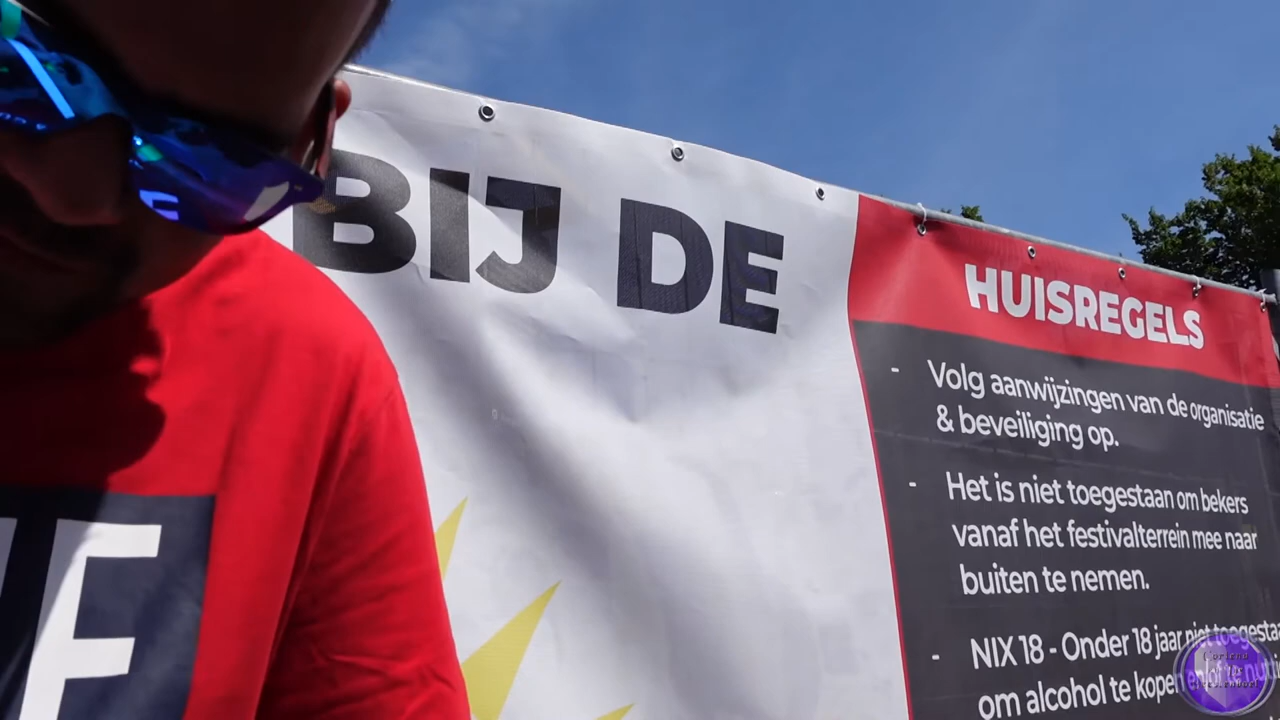 BIJ DE
HUISREGELS
- Volg aanwijzingen van de organisatie
& beveiliging op.
- Het is niet toegestaan om bekers
vanaf het festivalterrein mee naar
buiten te nemen.
- NIX 18 - Onder 18 jaar niet
om alcohol te kopen